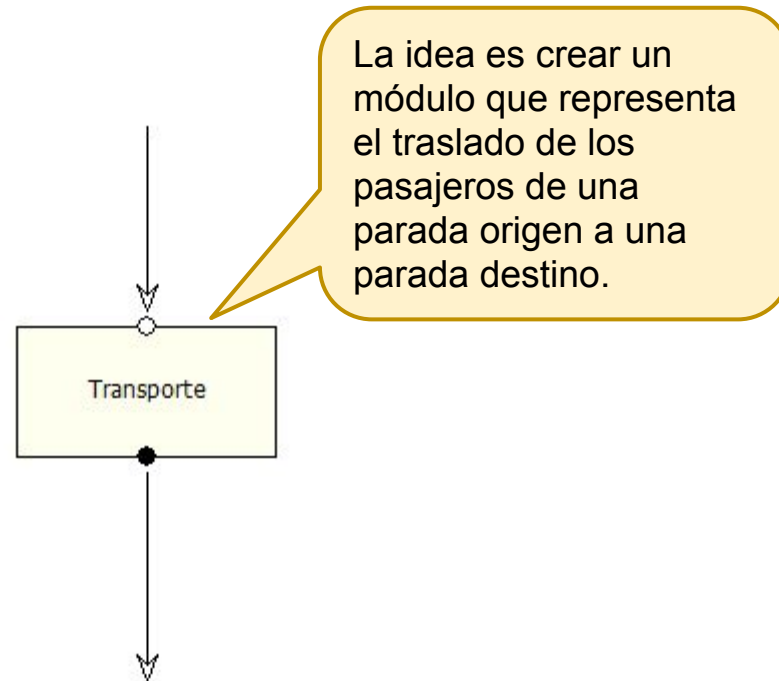 La idea es crear un
módulo que representa
el traslado de los
pasajeros de una
parada origen a una
parada destino.
Transporte